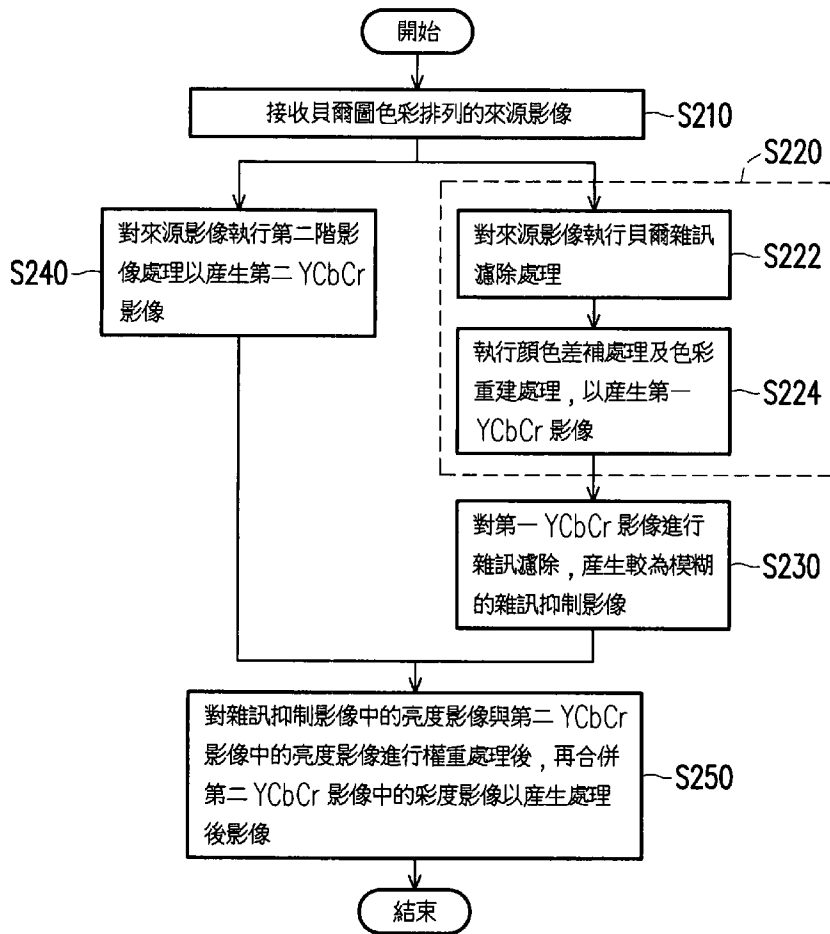 開始
接收貝爾圖色彩排列的來源影像
S210
S220
對來源影像執行第二階影
像處理以産生第二 YCbCr
影像
S240
對來源影像執行貝爾雜訊
濾除處理
S222
執行顏色差補處理及色彩
重建處理，以産生第一
YCbCr 影像
S224
對第一 YCbCr 影像進行
雜訊濾除，産生較為模糊
的雜訊抑制影像
S230
對雜訊抑制影像中的亮度影像與第二 YCbCr
影像中的亮度影像進行權重處理後，再合併
第二 YCbCr 影像中的彩度影像以産生處理
後影像
S250
結束